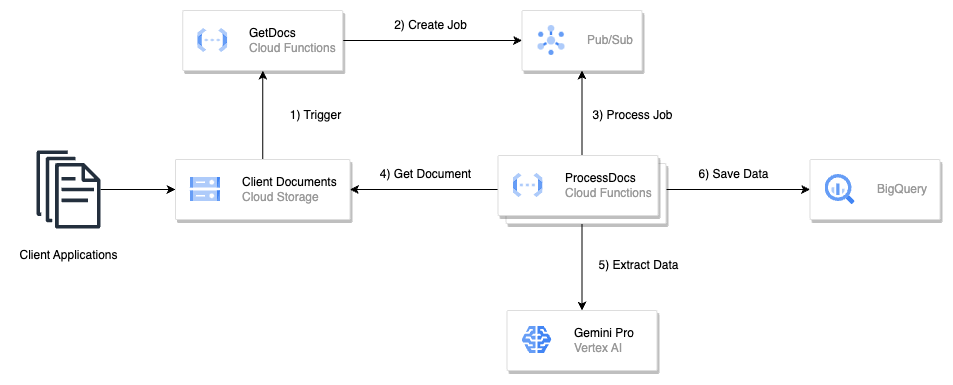 GetDocs
Cloud Functions
2) Create Job
Pub/Sub
1) Trigger
3) Process Job
Client Applications
Client Documents
Cloud Storage
4) Get Document
ProcessDocs
Cloud Functions
6) Save Data
BigQuery
5) Extract Data
Gemini Pro
Vertex AI